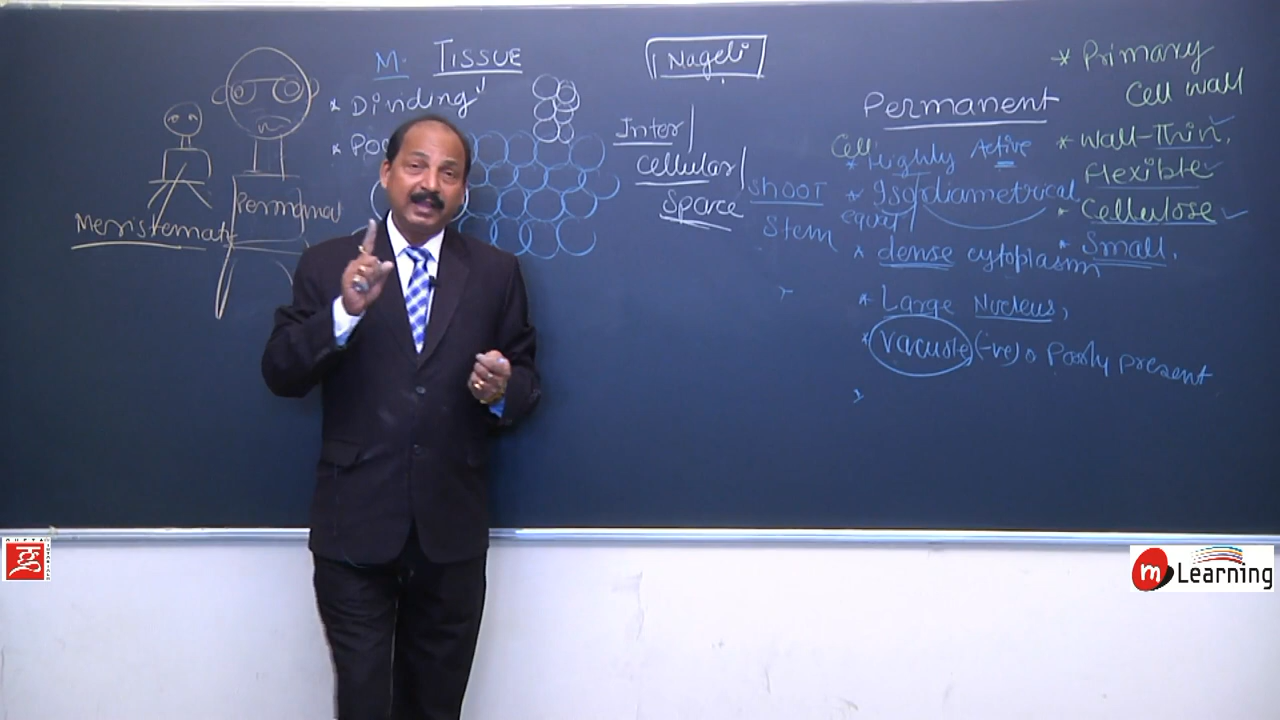 M. TISSUE
* Dividing
Meristematic
Permanent
Nageli
Inter
Cellular
Space
Shoot
Stem
Permanent
Cell
* Highly Active
* Isodiametrical
equal
* dense cytoplasm
* Large Nucleus,
* Vacuole (-ve) o Poorly present
* Primary
Cell wall
* Wall-Thin,
Flexible
* Cellulose
* Small.
m Learning